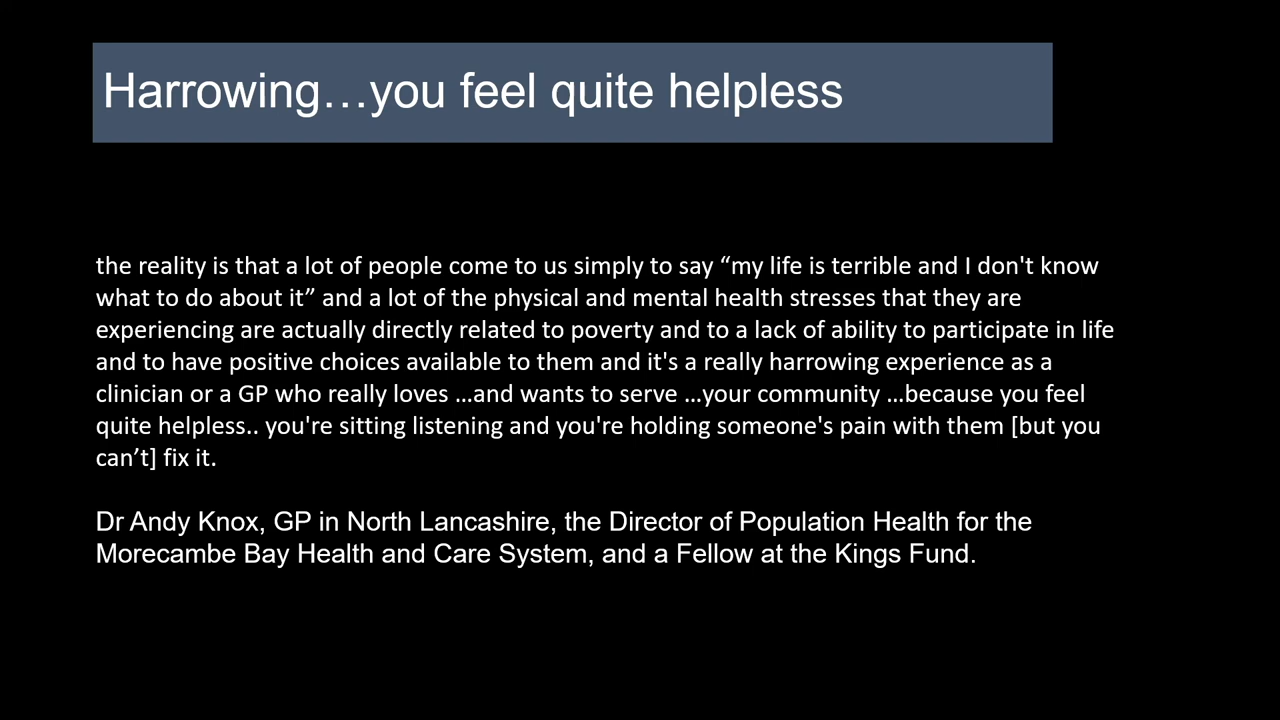 Harrowing…you feel quite helpless
the reality is that a lot of people come to us simply to say “my life is terrible and I don't know
what to do about it” and a lot of the physical and mental health stresses that they are
experiencing are actually directly related to poverty and to a lack of ability to participate in life
and to have positive choices available to them and it's a really harrowing experience as a
clinician or a GP who really loves …and wants to serve …your community …because you feel
quite helpless.. you're sitting listening and you're holding someone's pain with them [but you
can’t] fix it.
Dr Andy Knox, GP in North Lancashire, the Director of Population Health for the
Morecambe Bay Health and Care System, and a Fellow at the Kings Fund.